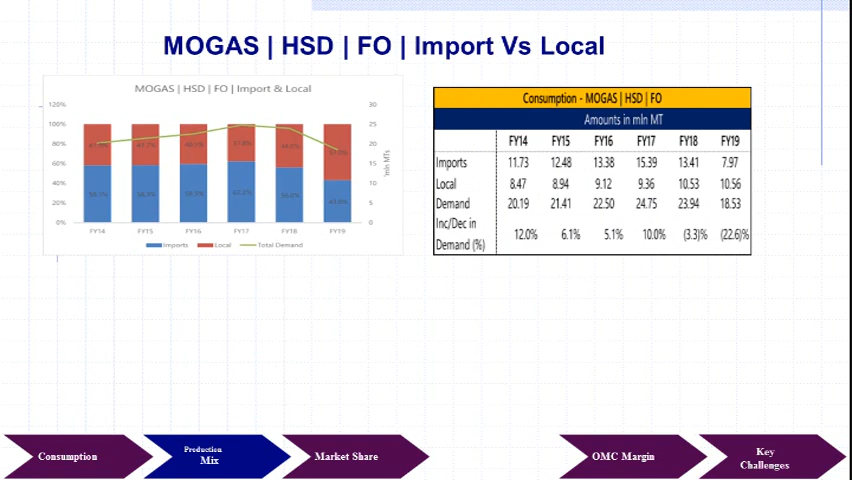 MOGAS | HSD | FO | Import Vs Local
MOGAS | HSD | FO | Import & Local
120%
100%
80%
60%
40%
20%
0%
30
25
20
15
10
5
0
FY14 FY15 FY16 FY17 FY18 FY19
Imports Local Total Demand
Consumption - MOGAS | HSD | FO
Amounts in mln MT
FY14 FY15 FY16 FY17 FY18 FY19
Imports 11.73 12.48 13.38 15.39 13.41 7.97
Local 8.47 8.94 9.12 9.36 10.53 10.56
Demand 20.19 21.41 22.50 24.75 23.94 18.53
Inc/Dec in
Demand (%) 12.0% 6.1% 5.1% 10.0% (3.3)% (22.6)%
Consumption
Production
Mix
Market Share
OMC Margin
Key
Challenges